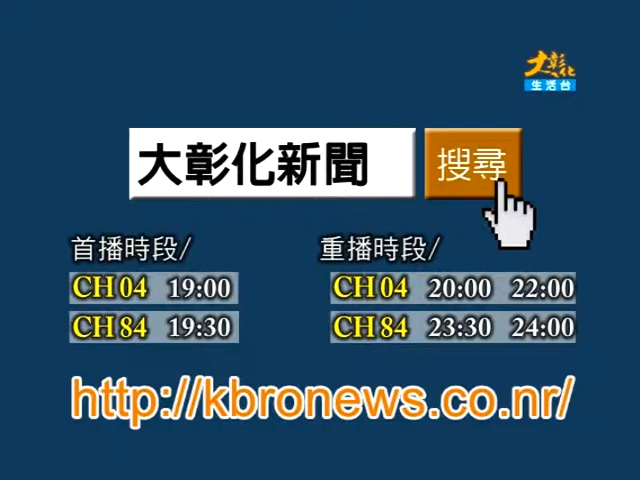 大彰化
生活台
大彰化新聞 搜尋
首播時段/ 重播時段/
CH04 19:00 CH04 20:00 22:00
CH84 19:30 CH84 23:30 24:00
http://kbronews.co.nr/